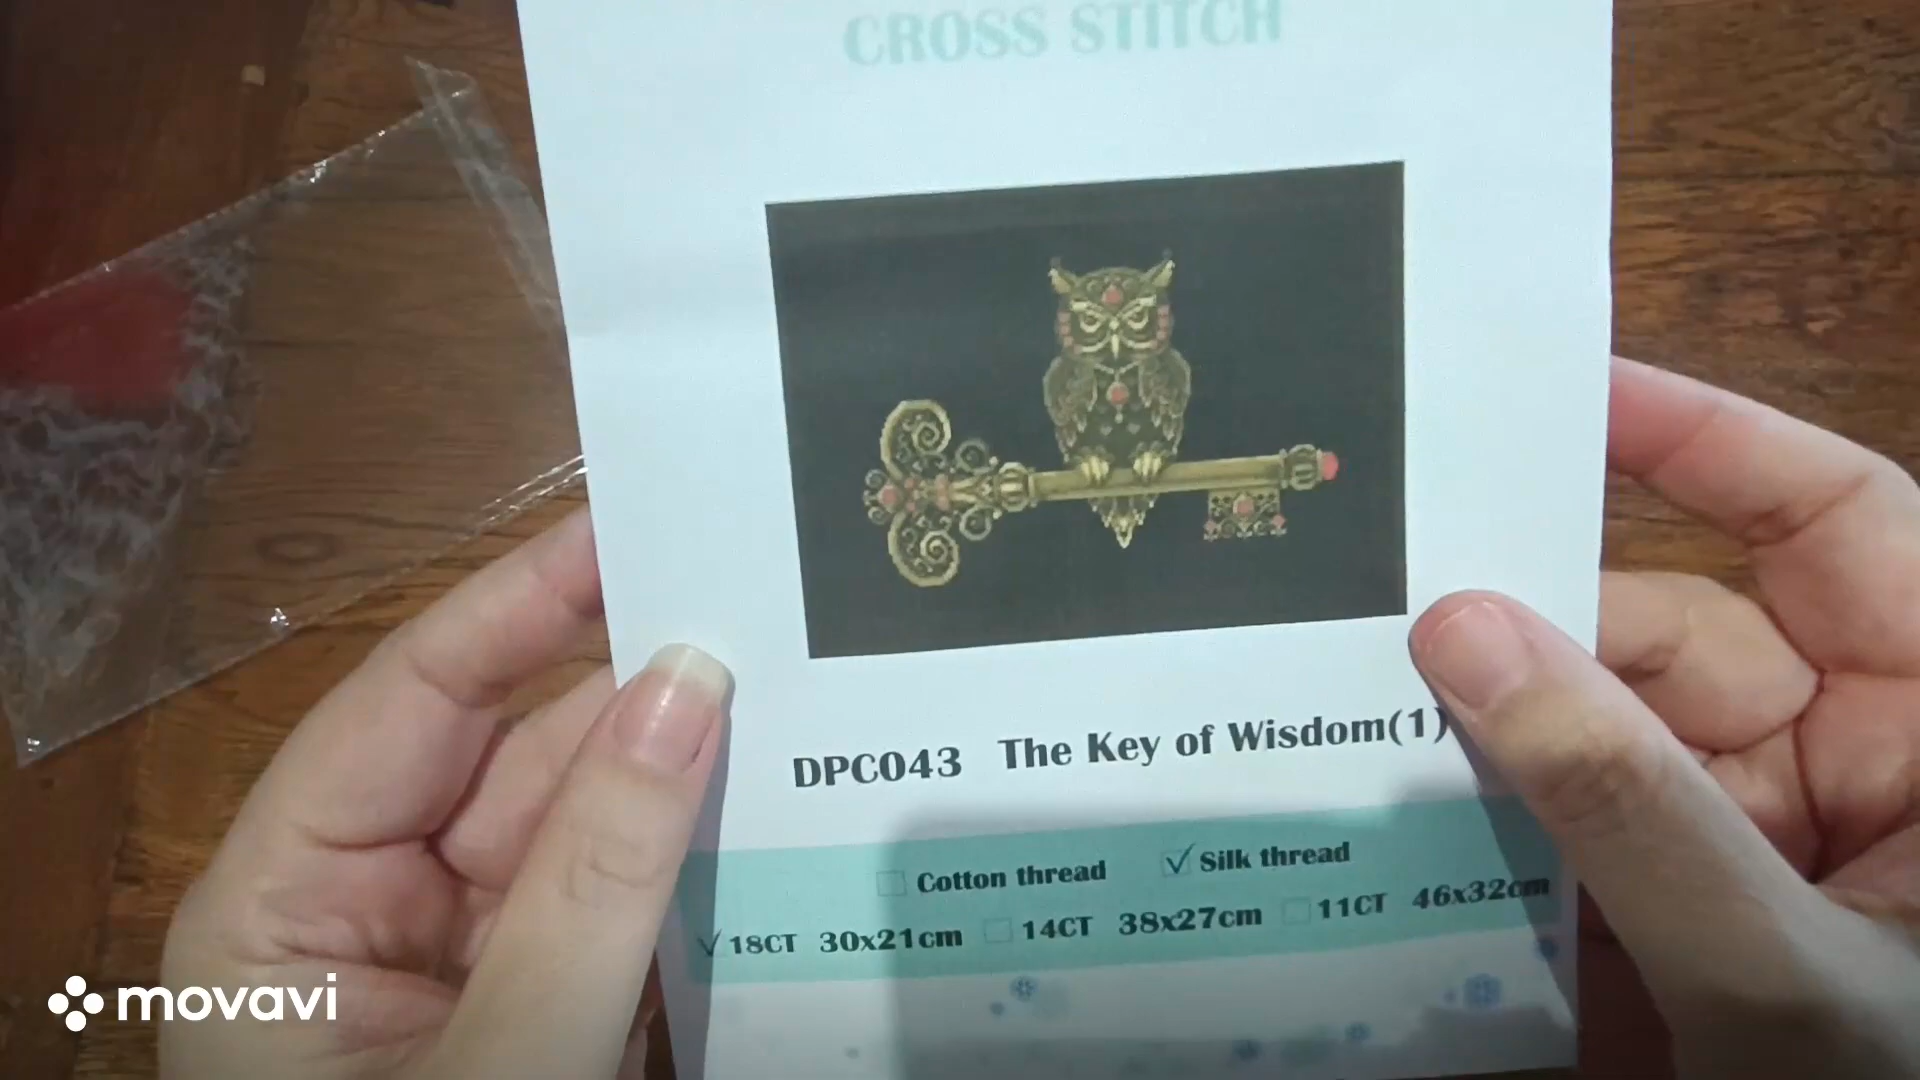 CROSS STITCH
DPC043 The Key of Wisdom(1)
Cotton thread Silk thread
18CT 30x21cm 14CT 38x27cm 11CT 46x32cm
movavi